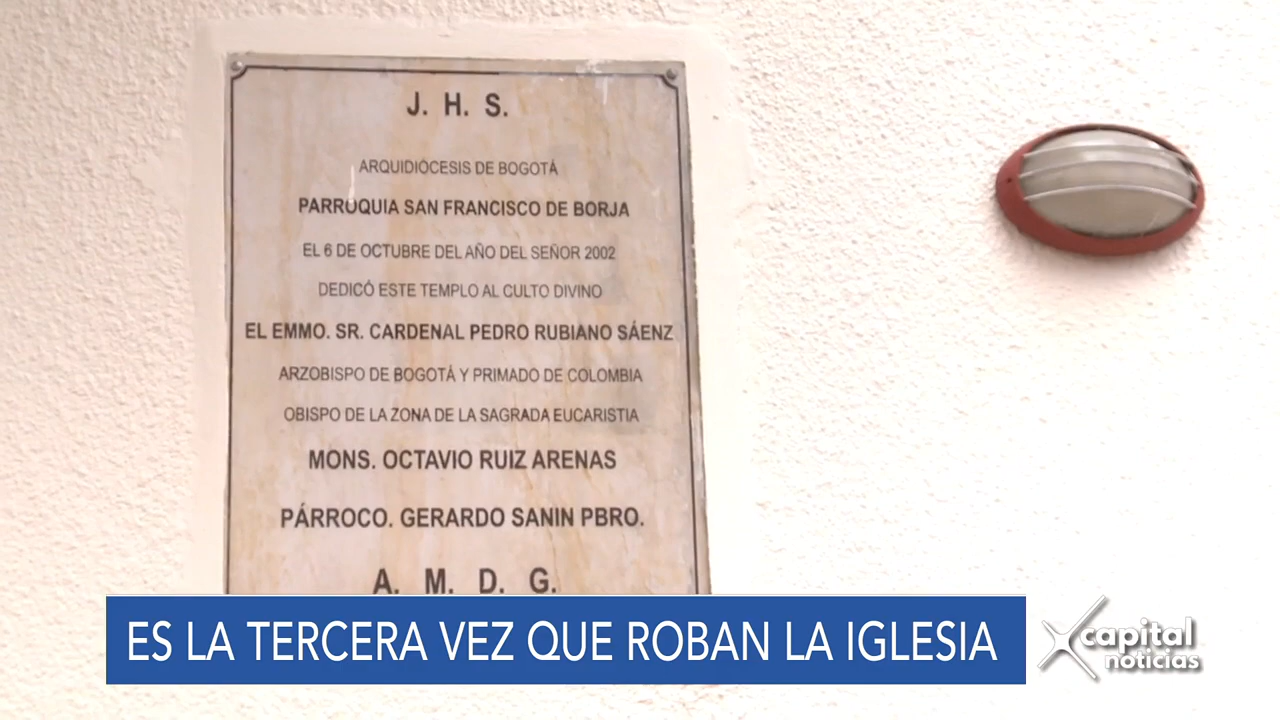 J. H. S.
ARQUIDIÓCESIS DE BOGOTÁ
PARROQUIA SAN FRANCISCO DE BORJA
EL 6 DE OCTUBRE DEL AÑO DEL SEÑOR 2002
DEDICÓ ESTE TEMPLO AL CULTO DIVINO
EL EMMO. SR. CARDENAL PEDRO RUBIANO SÁENZ
ARZOBISPO DE BOGOTÁ Y PRIMADO DE COLOMBIA
OBISPO DE LA ZONA DE LA SAGRADA EUCARISTIA
MONS. OCTAVIO RUIZ ARENAS
PÁRROCO. GERARDO SANIN PBRO.
A. M. D. G.
ES LA TERCERA VEZ QUE ROBAN LA IGLESIA
capital
noticias